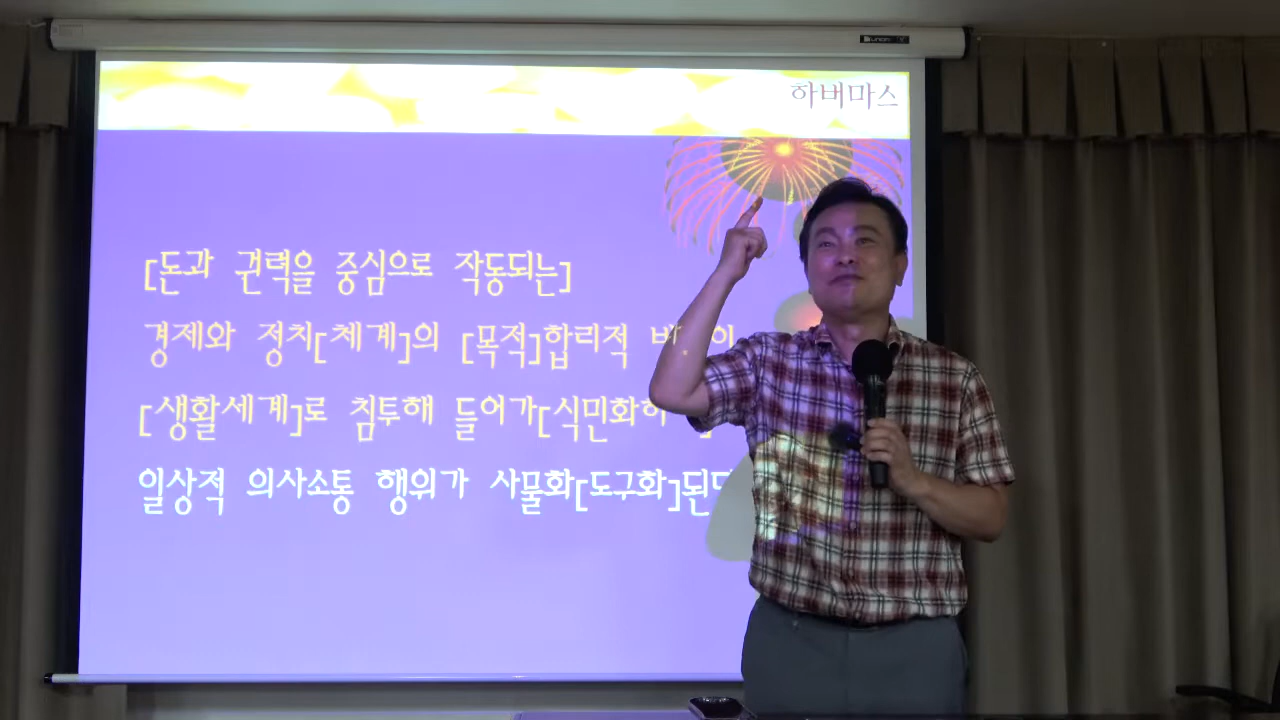 하버마스
[돈과 권력을 중심으로 작동되는]
경제와 정치[체계]의 [목적]합리적
[생활세계]로 침투해 들어가[식민화하
일상적 의사소통 행위가 사물화[도구화]된다